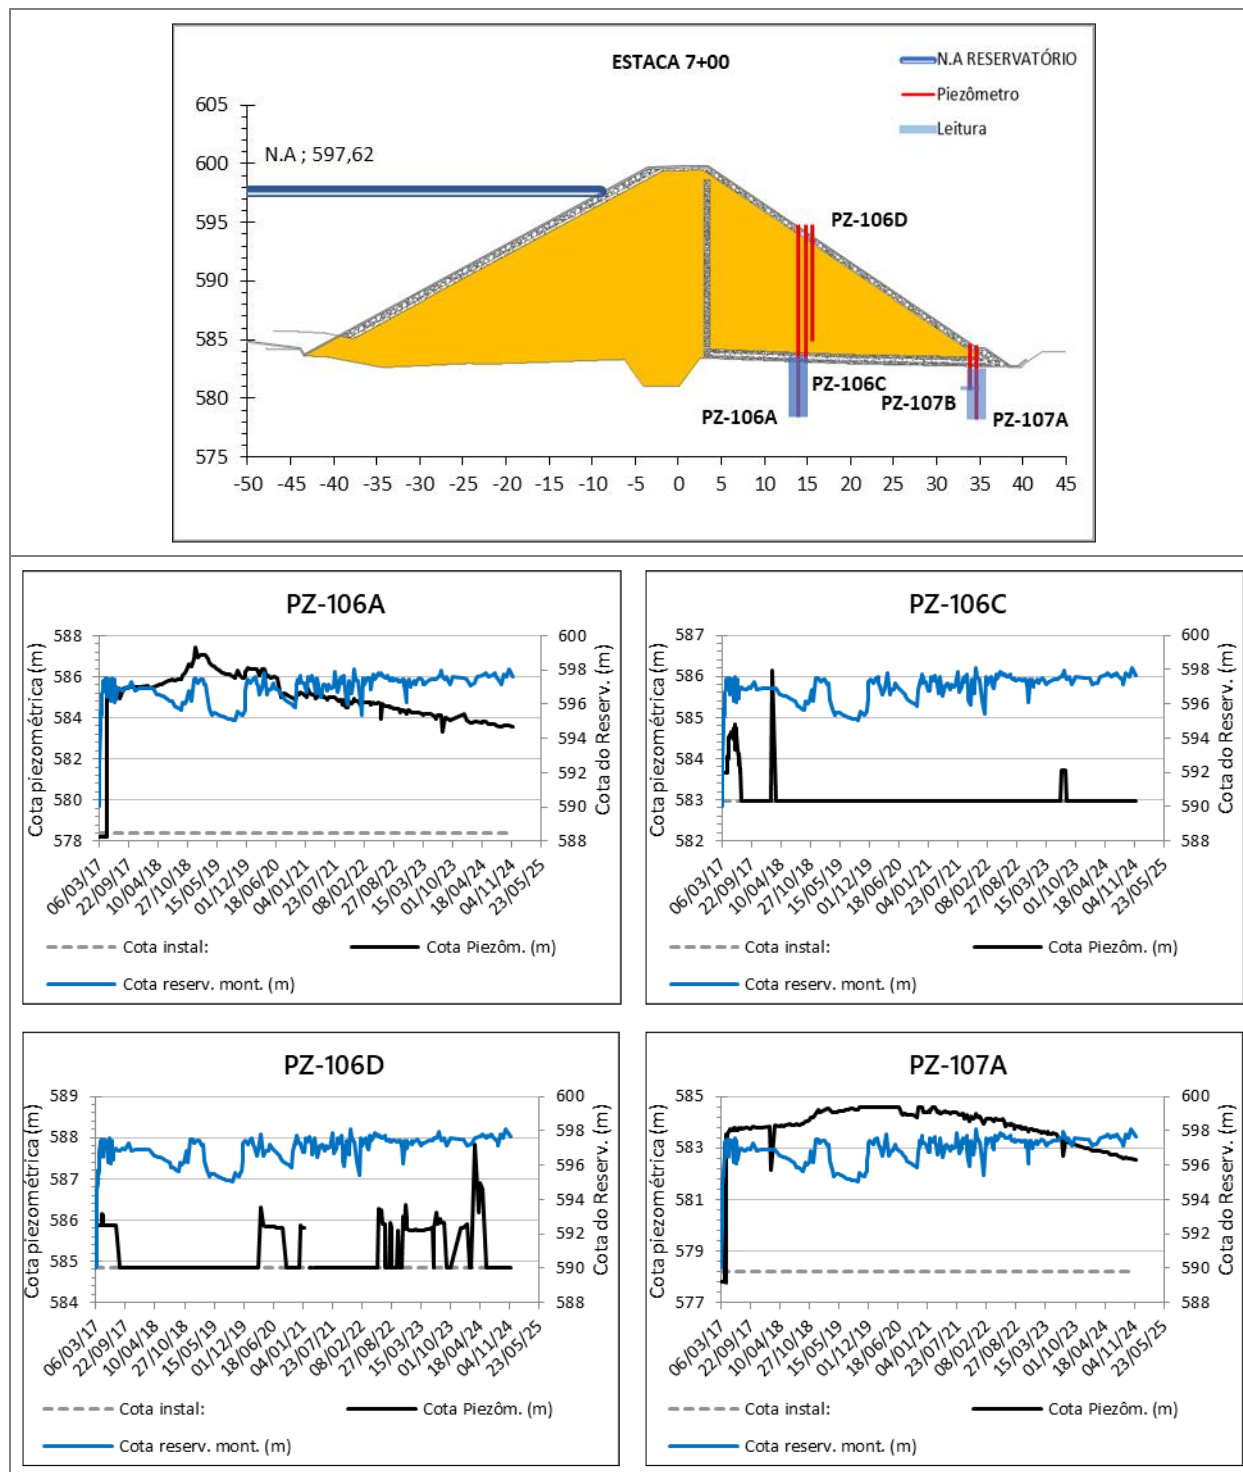 ESTACA 7+00
N.A RESERVATÓRIO
Piezômetro
Leitura
605
600
595
590
585
580
575
N.A ; 597,62
PZ-106D
PZ-106C
PZ-107B
PZ-106A
PZ-107A
-50 -45 -40 -35 -30 -25 -20 -15 -10 -5 0 5 10 15 20 25 30 35 40 45
PZ-106A
Cota piezométrica (m)
588
586
584
582
580
578
600
598
596
594
592
590
588
Cota do Reserv. (m)
06/03/17 22/09/17 10/04/18 27/10/18 15/05/19 01/12/19 18/06/20 04/01/21 23/07/21 08/02/22 27/08/22 15/03/23 01/10/23 18/04/24 04/11/24 23/05/25
Cota instal: Cota Piezôm. (m)
Cota reserv. mont. (m)
PZ-106C
Cota piezométrica (m)
587
586
585
584
583
582
600
598
596
594
592
590
588
Cota do Reserv. (m)
06/03/17 22/09/17 10/04/18 27/10/18 15/05/19 01/12/19 18/06/20 04/01/21 23/07/21 08/02/22 27/08/22 15/03/23 01/10/23 18/04/24 04/11/24 23/05/25
Cota instal: Cota Piezôm. (m)
Cota reserv. mont. (m)
PZ-106D
Cota piezométrica (m)
589
588
587
586
585
584
600
598
596
594
592
590
588
Cota do Reserv. (m)
06/03/17 22/09/17 10/04/18 27/10/18 15/05/19 01/12/19 18/06/20 04/01/21 23/07/21 08/02/22 27/08/22 15/03/23 01/10/23 18/04/24 04/11/24 23/05/25
Cota instal: Cota Piezôm. (m)
Cota reserv. mont. (m)
PZ-107A
Cota piezométrica (m)
585
583
581
579
577
600
598
596
594
592
590
588
Cota do Reserv. (m)
06/03/17 22/09/17 10/04/18 27/10/18 15/05/19 01/12/19 18/06/20 04/01/21 23/07/21 08/02/22 27/08/22 15/03/23 01/10/23 18/04/24 04/11/24 23/05/25
Cota instal: Cota Piezôm. (m)
Cota reserv. mont. (m)